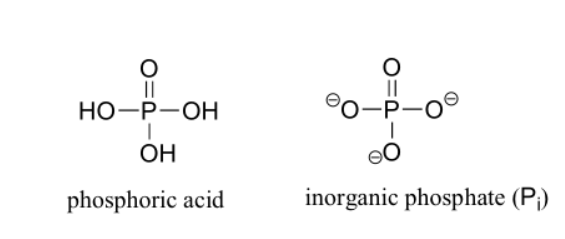 O O
HO–P–OH ⊖O–P–O⊖
OH ⊖O
phosphoric acid inorganic phosphate (Pi)